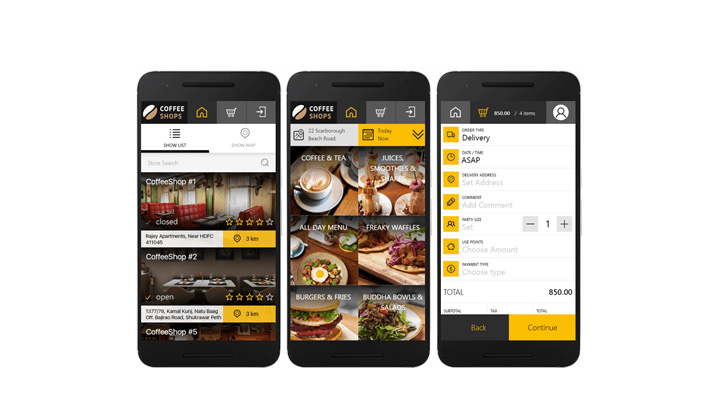 COFFEE
SHOPS
SHOW LIST
SHOW MAP
Store Search
CoffeeShop #1
closed
Rajey Apartments, Near HDFC
411045
3 km
CoffeeShop #2
open
1377/78, Kamal Kunj, Natu Baag
Off. Bajirao Road, Shukrawar Peth
3 km
CoffeeShop #5
COFFEE
SHOPS
22 Scarborough
Beach Road,
Today
Now
COFFEE & TEA
JUICES,
SMOOTHIES &
SHAKES
ALL DAY MENU
FREAKY WAFFLES
BURGERS & FRIES
BUDDHA BOWLS &
SALADS
850.00 / 4 items
ORDER TYPE
Delivery
DATE / TIME
ASAP
DELIVERY ADDRESS
Set Address
COMMENT
Add Comment
PARTY SIZE
Set
— 1 +
USE POINTS
Choose Amount
PAYMENT TYPE
Choose type
TOTAL 850.00
SUBTOTAL TAX TOTAL
Back
Continue